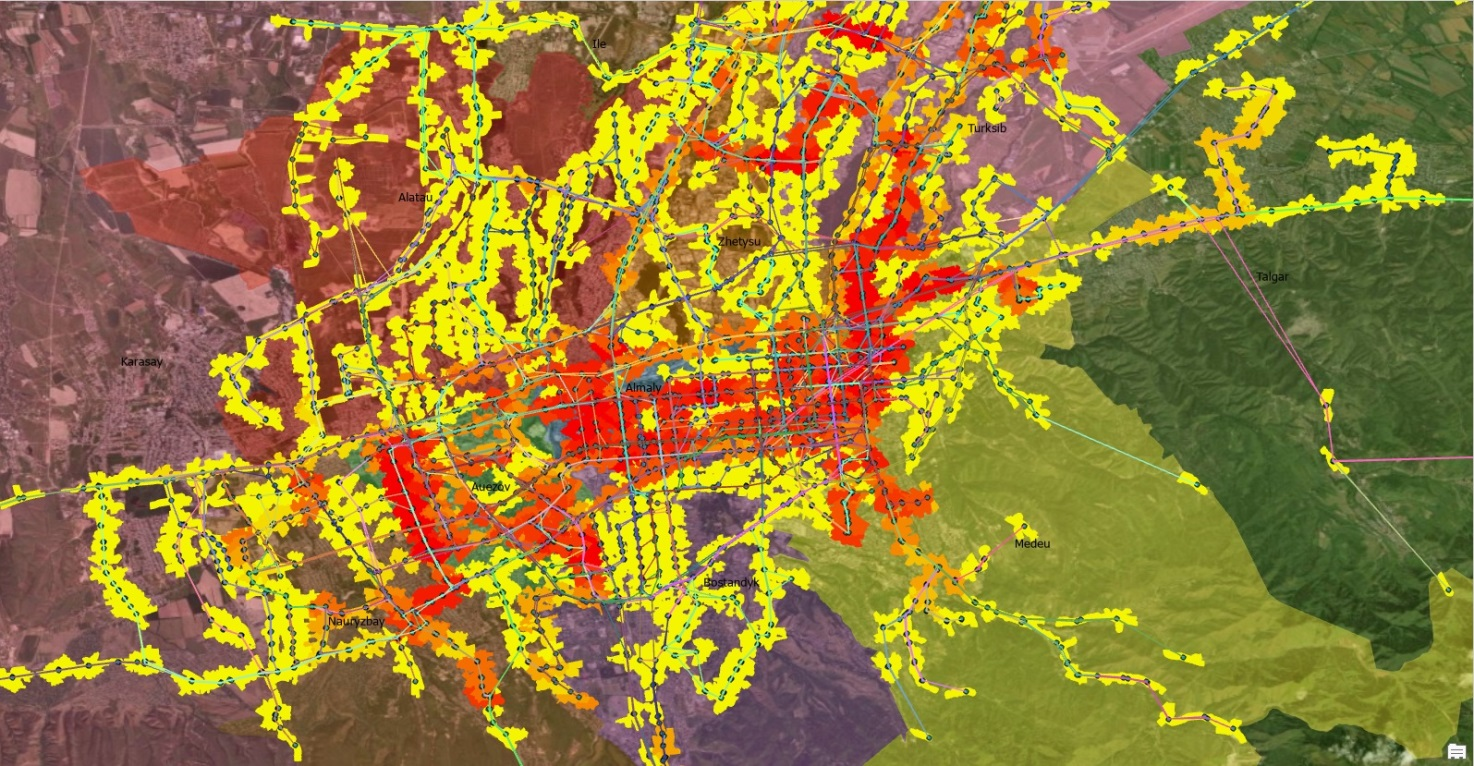 Ile
Turksib
Alatau
Zhetysu
Talgar
Karasay
Almaly
Auezov
Medeu
Bostandyk
Nauryzbay